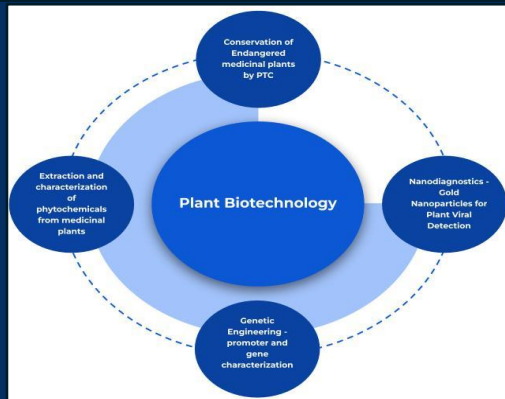 Conservation of
Endangered
medicinal plants
by PTC
Extraction and
characterization
of
phytochemicals
from medicinal
plants
Plant Biotechnology
Nanodiagnostics -
Gold
Nanoparticles for
Plant Viral
Detection
Genetic
Engineering -
promoter and
gene
characterization